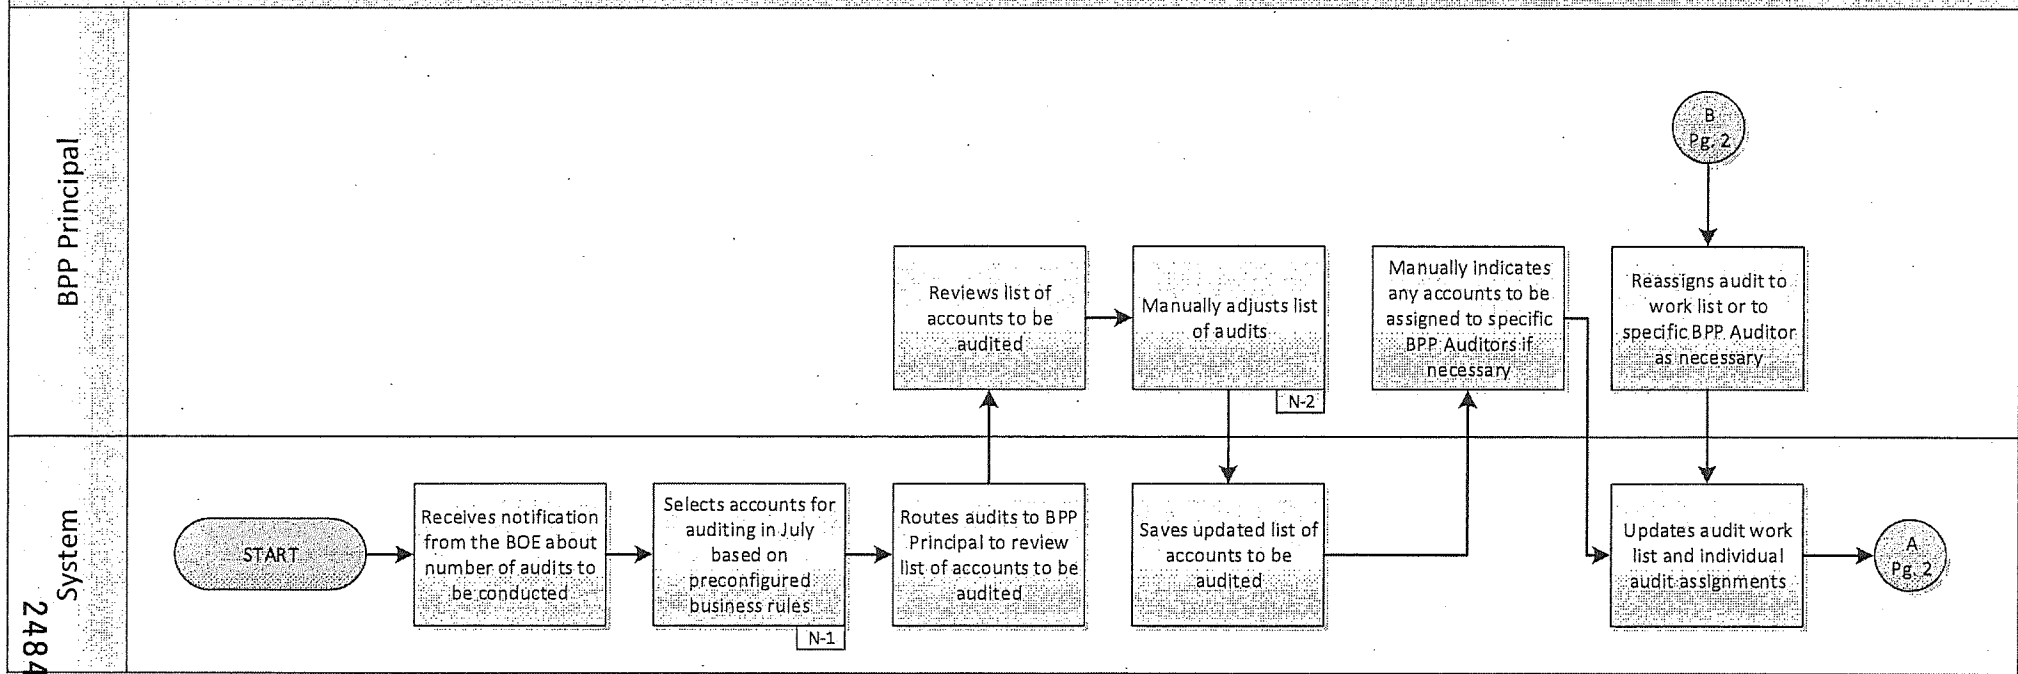 BPP Principal
B
Pg. 2
Reviews list of
accounts to be
audited
Manually adjusts list
of audits
N-2
Manually indicates
any accounts to be
assigned to specific
BPP Auditors if
necessary
Reassigns audit to
work list or to
specific BPP Auditor
as necessary
System
START
Receives notification
from the BOE about
number of audits to
be conducted
Selects accounts for
auditing in July
based on
preconfigured
business rules
N-1
Routes audits to BPP
Principal to review
list of accounts to be
audited
Saves updated list of
accounts to be
audited
Updates audit work
list and individual
audit assignments
A
Pg. 2
2484